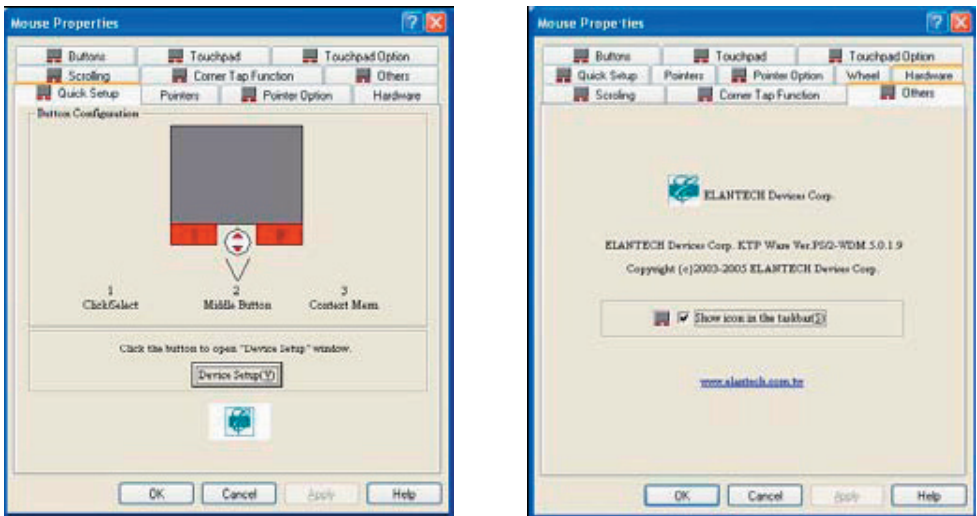 Mouse Properties
Buttons Touchpad Touchpad Option
Scrolling Corner Tap Function Others
Quick Setup Pointers Pointer Option Hardware
Button Configuration
1 2 3
Click/Select Middle Button Context Menu
Click the button to open "Device Setup" window.
Device Setup(Y)
OK Cancel Apply Help
Mouse Properties
Buttons Touchpad Touchpad Option
Quick Setup Pointers Pointer Option Wheel Hardware
Scrolling Corner Tap Function Others
ELANTECH Devices Corp.
ELANTECH Devices Corp. KTP Ware Ver.PS/2-WDM 5.0.1.9
Copyright (c)2003-2005 ELANTECH Devices Corp.
Show icon in the taskbar(S)
www.elantech.com.tw
OK Cancel Apply Help